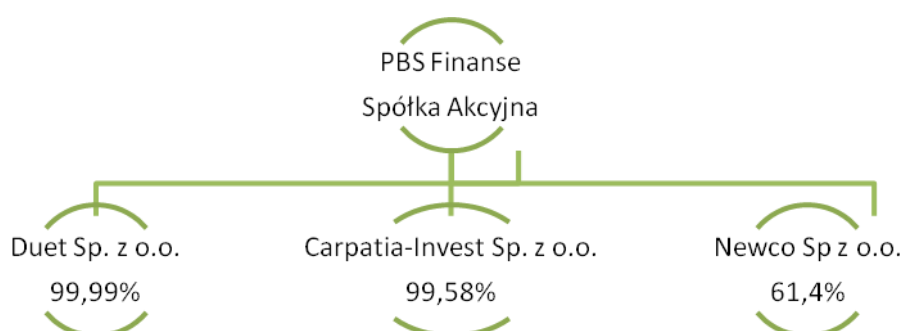 PBS Finanse
Spółka Akcyjna
Duet Sp. z o.o.
99,99%
Carpatia-Invest Sp. z o.o.
99,58%
Newco Sp z o.o.
61,4%